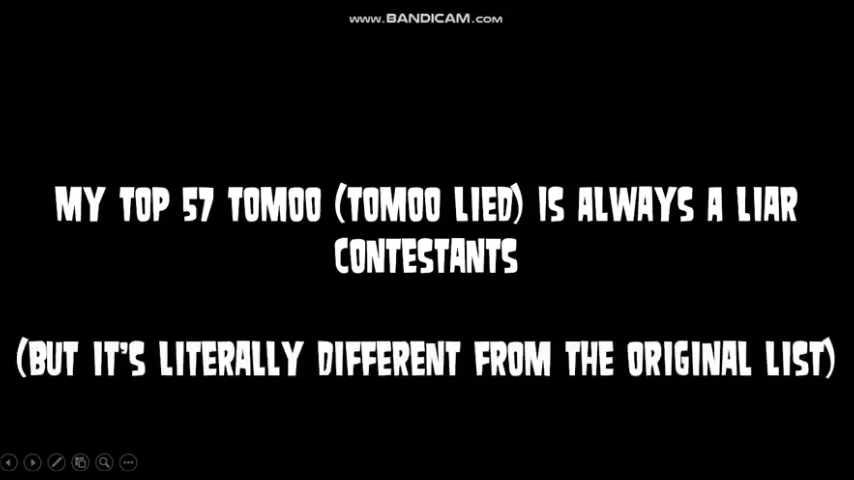 www.BANDICAM.com
MY TOP 57 TOMOO (TOMOO LIED) IS ALWAYS A LIAR
CONTESTANTS
(BUT IT'S LITERALLY DIFFERENT FROM THE ORIGINAL LIST)